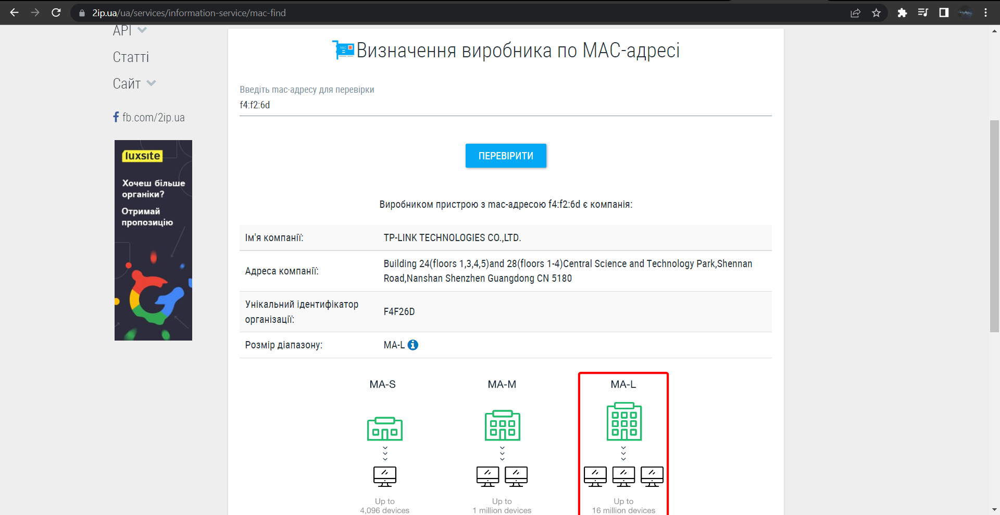 2ip.ua/ua/services/information-service/mac-find
API
Статті
Сайт
fb.com/2ip.ua
luxsite
Хочеш більше
органіки?
Отримай
пропозицію
MAC
Визначення виробника по MAC-адресі
Введіть mac-адресу для перевірки
f4:f2:6d
ПЕРЕВІРИТИ
Виробником пристрою з mac-адресою f4:f2:6d є компанія:
Ім'я компанії: TP-LINK TECHNOLOGIES CO.,LTD.
Адреса компанії: Building 24(floors 1,3,4,5)and 28(floors 1-4)Central Science and Technology Park,Shennan
Road,Nanshan Shenzhen Guangdong CN 5180
Унікальний ідентифікатор
організації: F4F26D
Розмір діапазону: MA-L
MA-S MA-M MA-L
Up to Up to Up to
4,096 devices 1 million devices 16 million devices